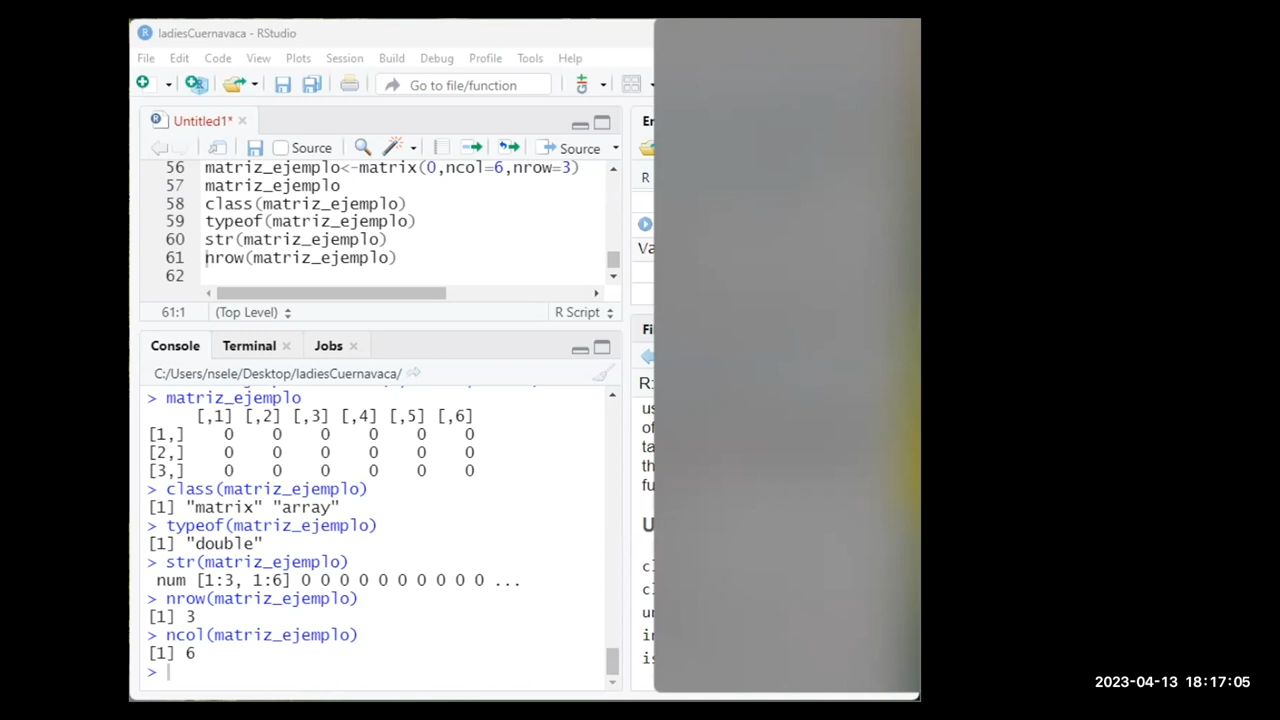 ladiesCuernavaca - RStudio
File Edit Code View Plots Session Build Debug Profile Tools Help
Go to file/function
Untitled1*
Source Source
56 matriz_ejemplo<-matrix(0,ncol=6,nrow=3)
57 matriz_ejemplo
58 class(matriz_ejemplo)
59 typeof(matriz_ejemplo)
60 str(matriz_ejemplo)
61 nrow(matriz_ejemplo)
62
61:1 (Top Level) R Script
Console Terminal Jobs
C:/Users/nsele/Desktop/ladiesCuernavaca/
> matriz_ejemplo
[,1] [,2] [,3] [,4] [,5] [,6]
[1,] 0 0 0 0 0 0
[2,] 0 0 0 0 0 0
[3,] 0 0 0 0 0 0
> class(matriz_ejemplo)
[1] "matrix" "array"
> typeof(matriz_ejemplo)
[1] "double"
> str(matriz_ejemplo)
num [1:3, 1:6] 0 0 0 0 0 0 0 0 0 0 ...
> nrow(matriz_ejemplo)
[1] 3
> ncol(matriz_ejemplo)
[1] 6
>
R
Va
R:
us
of
ta
th
fu
U
2023-04-13 18:17:05